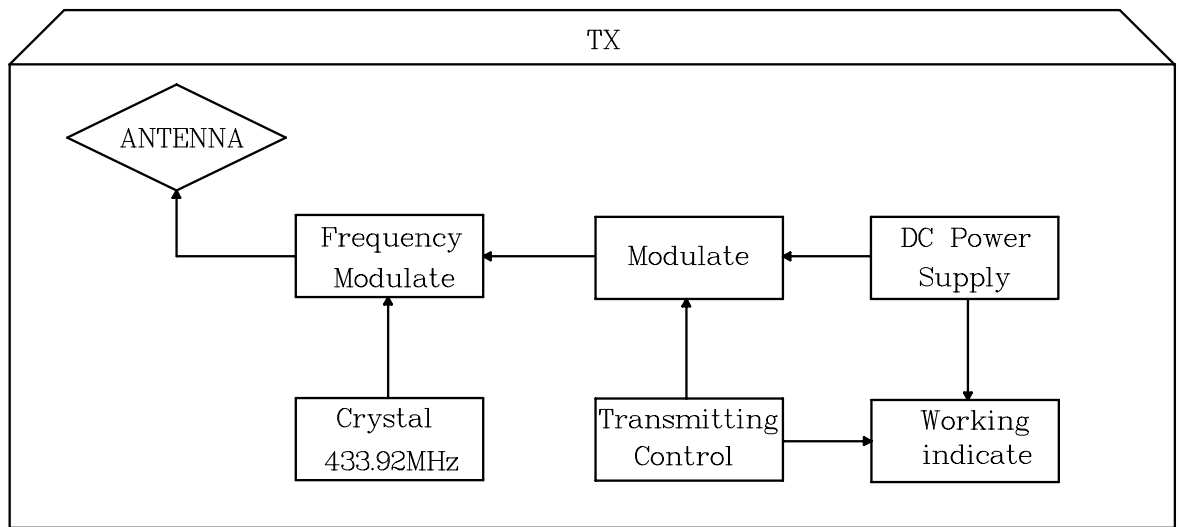 TX
ANTENNA
Frequency
Modulate
Modulate
DC Power
Supply
Crystal
433.92MHz
Transmitting
Control
Working
indicate